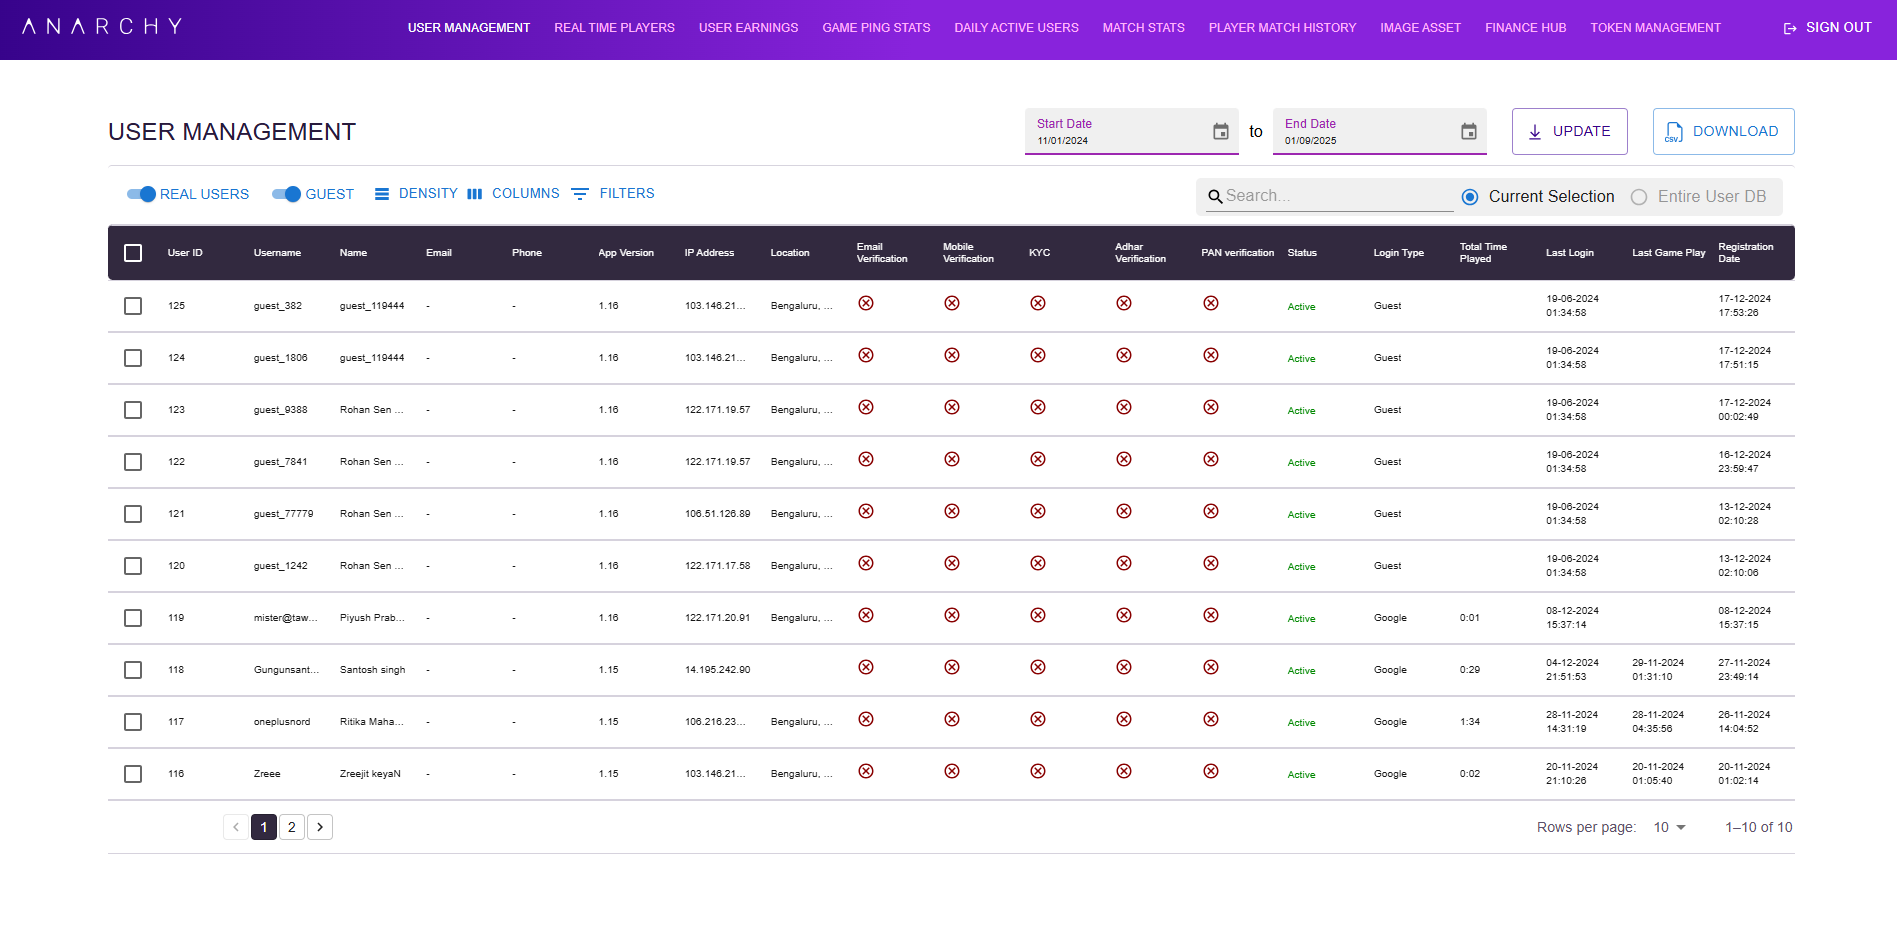 ANARCHY USER MANAGEMENT REAL TIME PLAYERS USER EARNINGS GAME PING STATS DAILY ACTIVE USERS MATCH STATS PLAYER MATCH HISTORY IMAGE ASSET FINANCE HUB TOKEN MANAGEMENT SIGN OUT
USER MANAGEMENT Start Date 11/01/2024 to End Date 01/09/2025 UPDATE CSV DOWNLOAD
REAL USERS GUEST DENSITY COLUMNS FILTERS Search... Current Selection Entire User DB
User ID Username Name Email Phone App Version IP Address Location Email Verification Mobile Verification KYC Adhar Verification PAN verification Status Login Type Total Time Played Last Login Last Game Play Registration Date
125 guest_382 guest_119444 - - 1.16 103.146.21... Bengaluru, ... Active Guest 19-06-2024 01:34:58 17-12-2024 17:53:26
124 guest_1806 guest_119444 - - 1.16 103.146.21... Bengaluru, ... Active Guest 19-06-2024 01:34:58 17-12-2024 17:51:15
123 guest_9388 Rohan Sen ... - - 1.16 122.171.19.57 Bengaluru, ... Active Guest 19-06-2024 01:34:58 17-12-2024 00:02:49
122 guest_7841 Rohan Sen ... - - 1.16 122.171.19.57 Bengaluru, ... Active Guest 19-06-2024 01:34:58 16-12-2024 23:59:47
121 guest_77779 Rohan Sen ... - - 1.16 106.51.126.89 Bengaluru, ... Active Guest 19-06-2024 01:34:58 13-12-2024 02:10:28
120 guest_1242 Rohan Sen ... - - 1.16 122.171.17.58 Bengaluru, ... Active Guest 19-06-2024 01:34:58 13-12-2024 02:10:06
119 mister@taw... Piyush Prab... - - 1.16 122.171.20.91 Bengaluru, ... Active Google 0:01 08-12-2024 15:37:14 08-12-2024 15:37:15
118 Gungunsant... Santosh singh - - 1.15 14.195.242.90 Active Google 0:29 04-12-2024 21:51:53 29-11-2024 01:31:10 27-11-2024 23:49:14
117 oneplusnord Ritika Maha... - - 1.15 106.216.23... Bengaluru, ... Active Google 1:34 28-11-2024 14:31:19 28-11-2024 04:35:56 26-11-2024 14:04:52
116 Zreee Zreejit keyaN - - 1.15 103.146.21... Bengaluru, ... Active Google 0:02 20-11-2024 21:10:26 20-11-2024 01:05:40 20-11-2024 01:02:14
1 2 Rows per page: 10 1–10 of 10